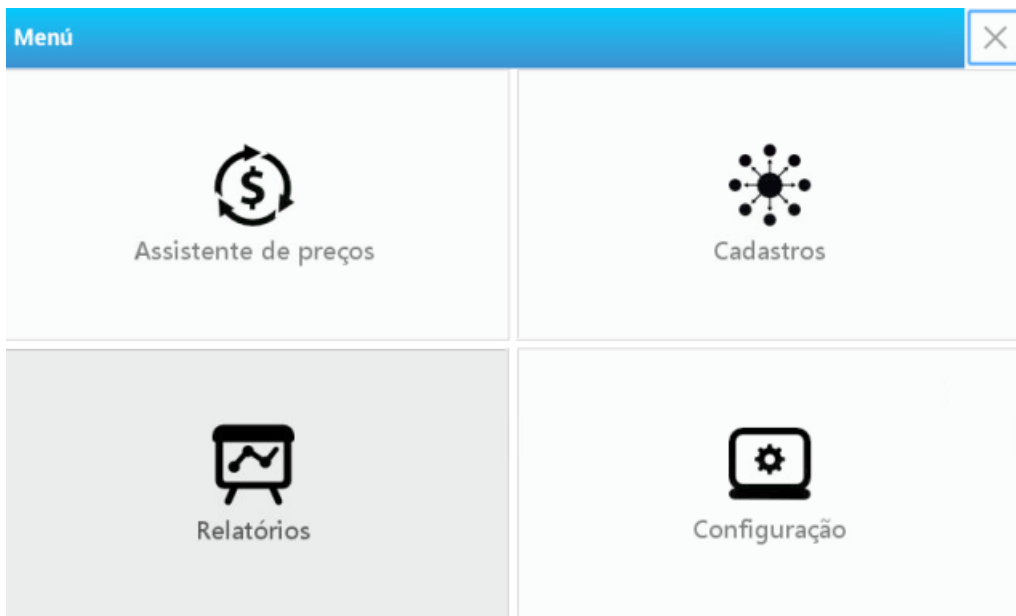 Menú
Assistente de preços
Cadastros
Relatórios
Configuração